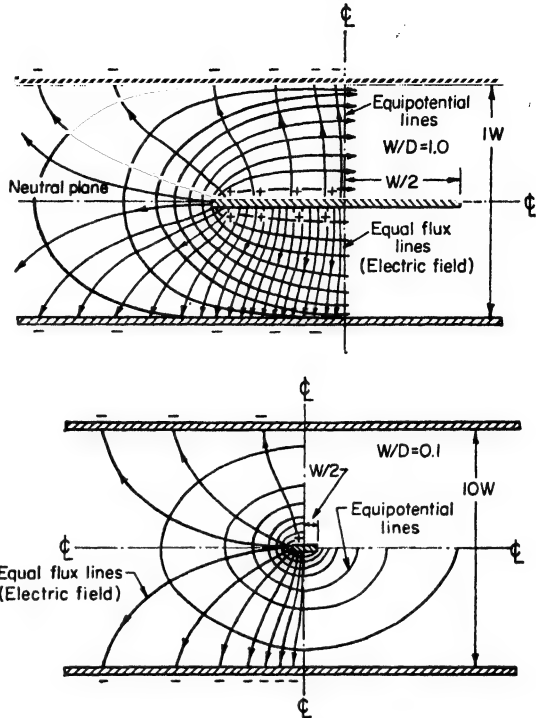 ℄
Equipotential
lines
W/D=1.0
1W
W/2
Neutral plane
℄
Equal flux
lines
(Electric field)
℄
W/D=0.1
W/2
10W
Equipotential
lines
℄
℄
Equal flux lines
(Electric field)
℄